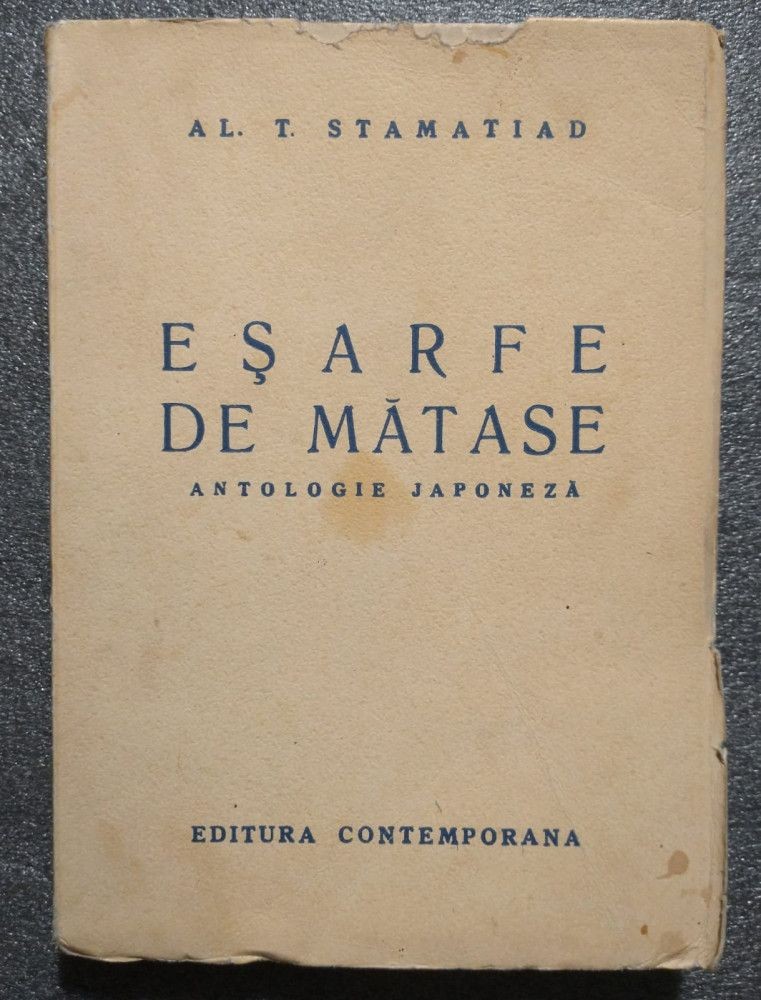 AL. T. STAMATIAD
EŞARFE
DE MĂTASE
ANTOLOGIE JAPONEZĂ
EDITURA CONTEMPORANA